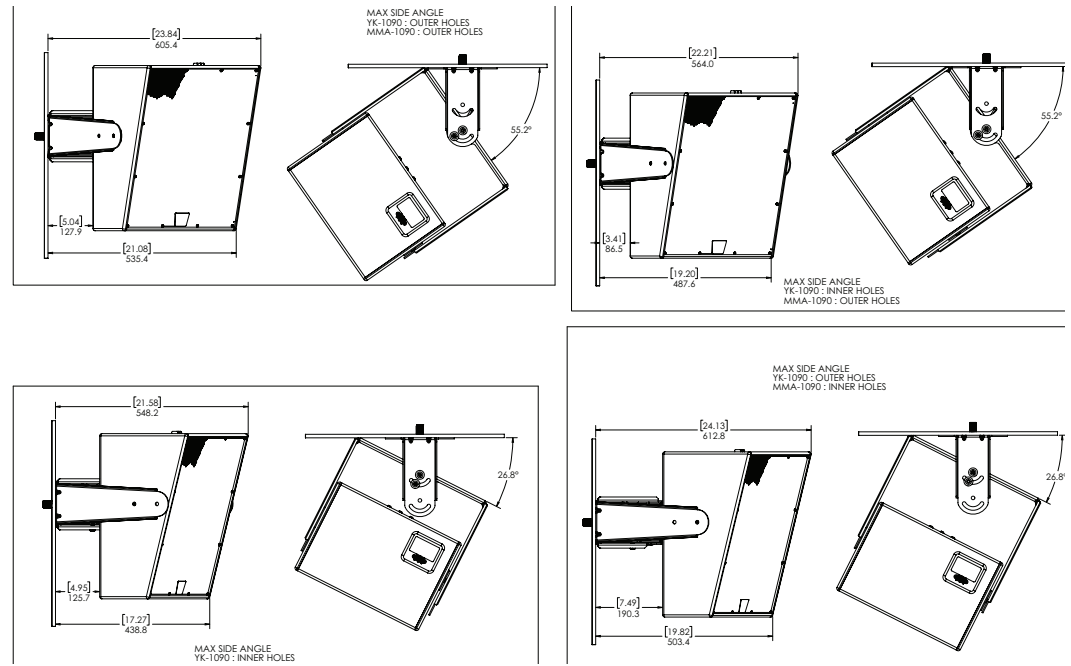 MAX SIDE ANGLE
YK-1090 : OUTER HOLES
MMA-1090 : OUTER HOLES
[23.84]
605.4
55.2°
[5.04]
127.9
[21.08]
535.4
[22.21]
564.0
55.2°
[3.41]
86.5
[19.20]
487.6
MAX SIDE ANGLE
YK-1090 : INNER HOLES
MMA-1090 : OUTER HOLES
[21.58]
548.2
26.8°
[4.95]
125.7
[17.27]
438.8
MAX SIDE ANGLE
YK-1090 : INNER HOLES
MAX SIDE ANGLE
YK-1090 : OUTER HOLES
MMA-1090 : INNER HOLES
[24.13]
612.8
26.8°
[7.49]
190.3
[19.82]
503.4